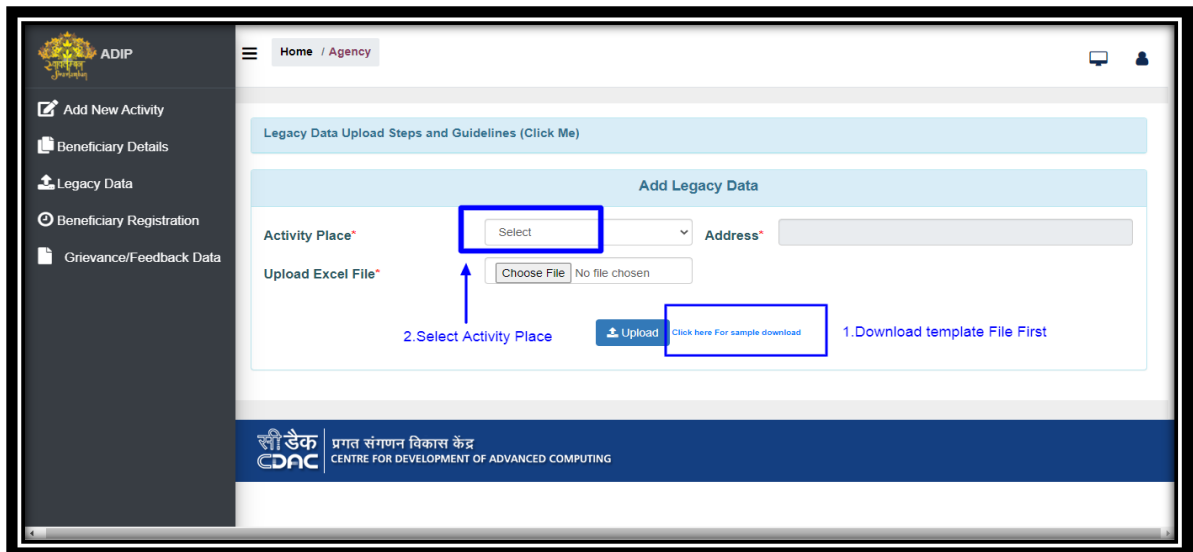 ADIP
स्वावलम्बन
Swavlamban
Home / Agency
Add New Activity
Beneficiary Details
Legacy Data
Beneficiary Registration
Grievance/Feedback Data
Legacy Data Upload Steps and Guidelines (Click Me)
Add Legacy Data
Activity Place*
Select
Address*
Upload Excel File*
Choose File No file chosen
2.Select Activity Place
Upload
Click here For sample download
1.Download template File First
सी डैक
CDAC
प्रगत संगणन विकास केंद्र
CENTRE FOR DEVELOPMENT OF ADVANCED COMPUTING